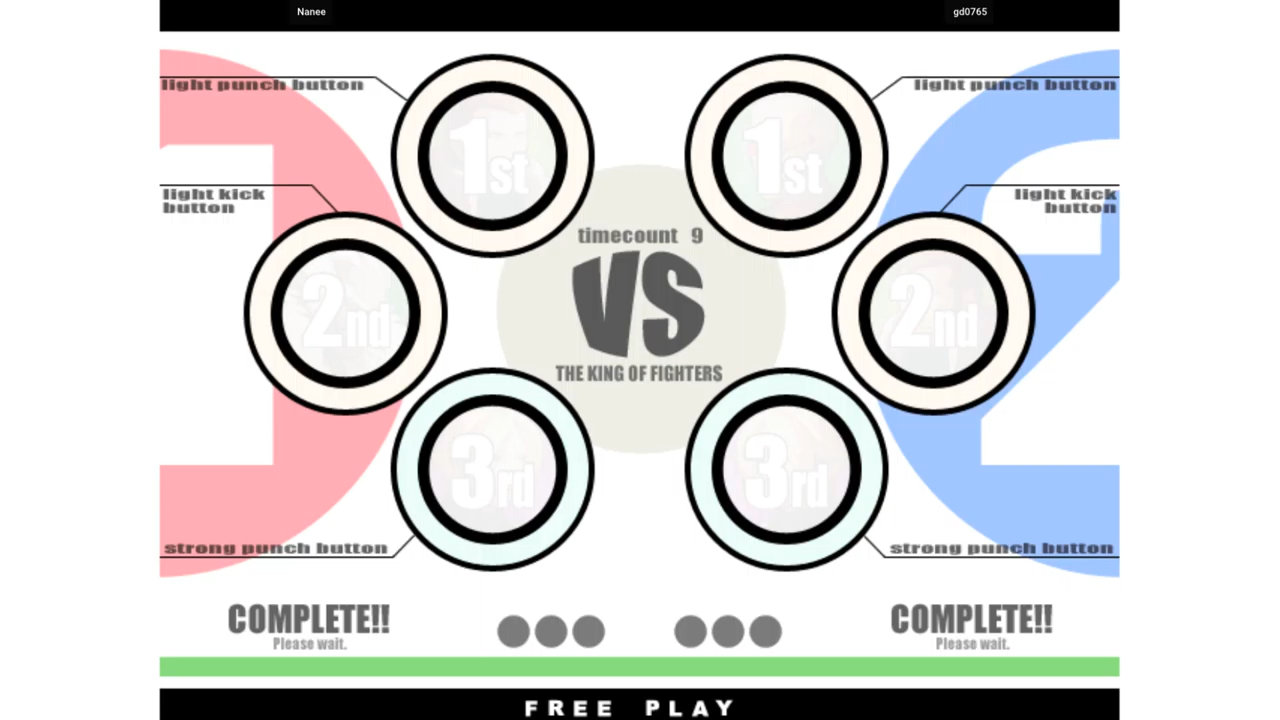 Nanee gd0765
light punch button light punch button
1st 1st
light kick light kick
button button
timecount 9
VS
2nd 2nd
THE KING OF FIGHTERS
3rd 3rd
strong punch button strong punch button
COMPLETE!! COMPLETE!!
Please wait. Please wait.
FREE PLAY